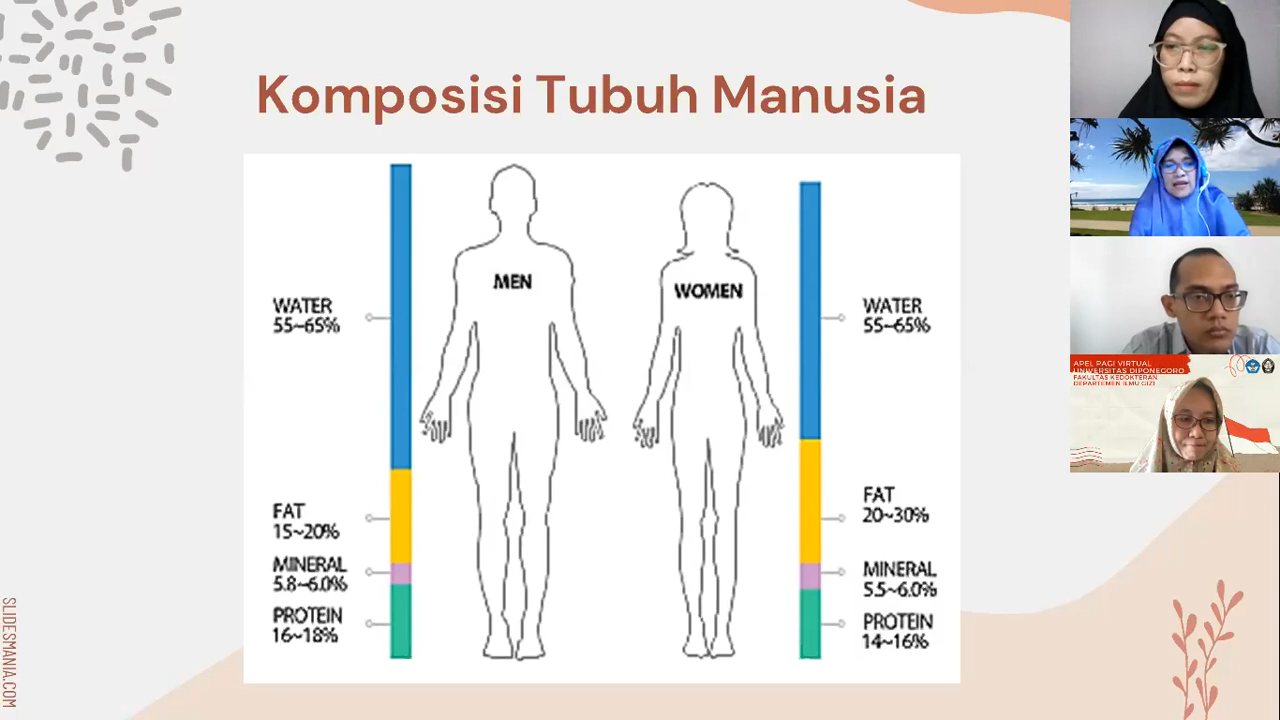 Komposisi Tubuh Manusia
MEN
WATER
55~65%
FAT
15~20%
MINERAL
5.8~6.0%
PROTEIN
16~18%
WOMEN
WATER
55~65%
FAT
20~30%
MINERAL
5.5~6.0%
PROTEIN
14~16%
APEL PAGI VIRTUAL
UNIVERSITAS DIPONEGORO
FAKULTAS KEDOKTERAN
DEPARTEMEN ILMU GIZI
SLIDESMANIA.COM